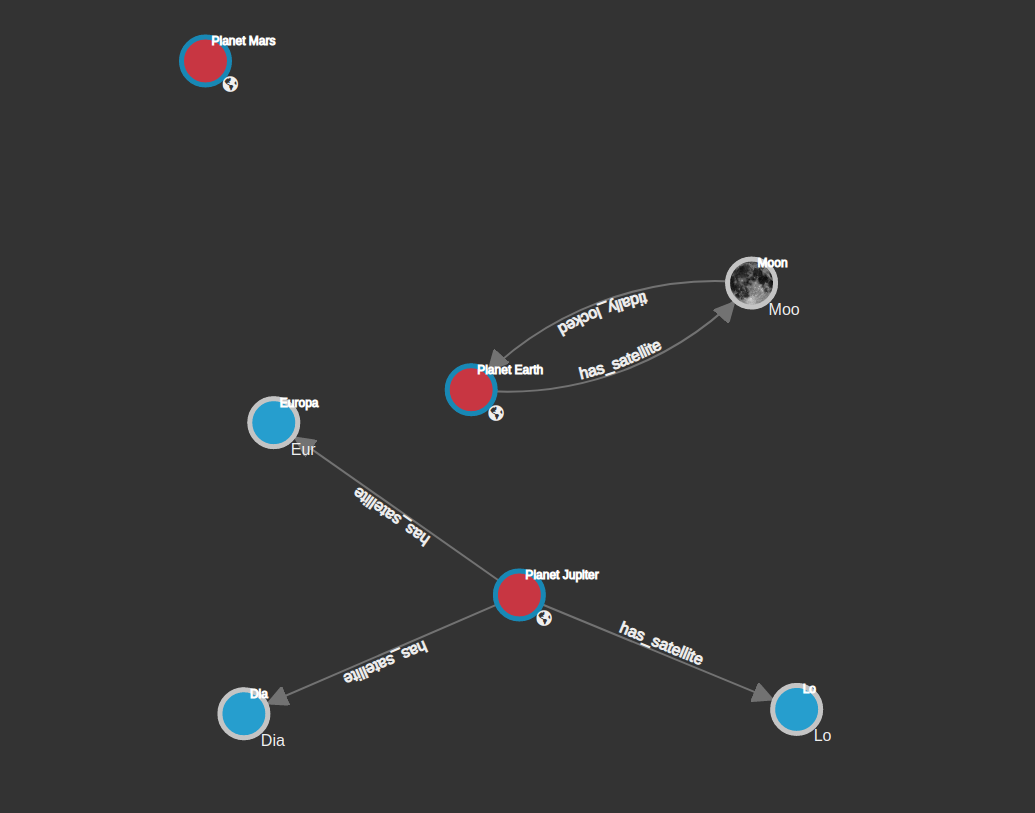 Planet Mars
Moon
Moo
tidally_locked
has_satellite
Planet Earth
Europa
Eur
has_satellite
Planet Jupiter
has_satellite
has_satellite
Dia
Dia
Lo
Lo